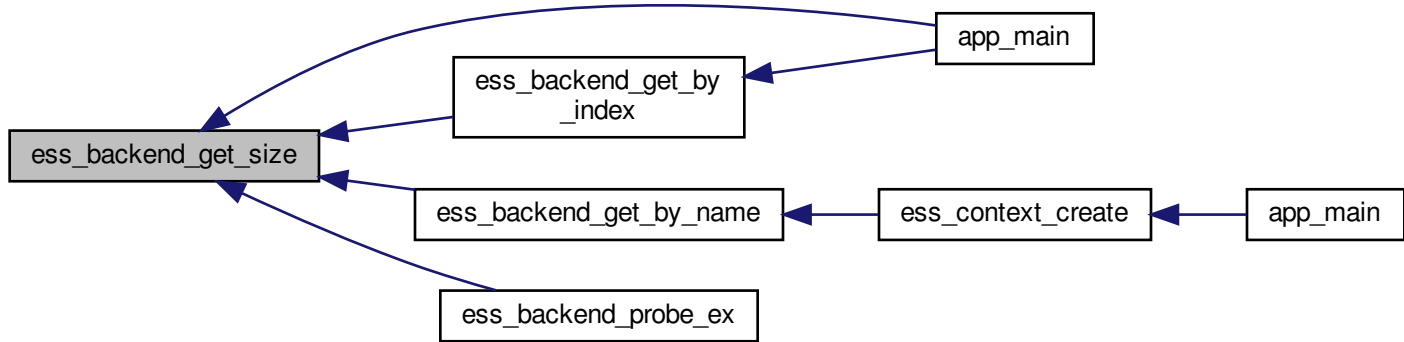 app_main
ess_backend_get_by
_index
ess_backend_get_size
ess_backend_get_by_name
ess_context_create
app_main
ess_backend_probe_ex